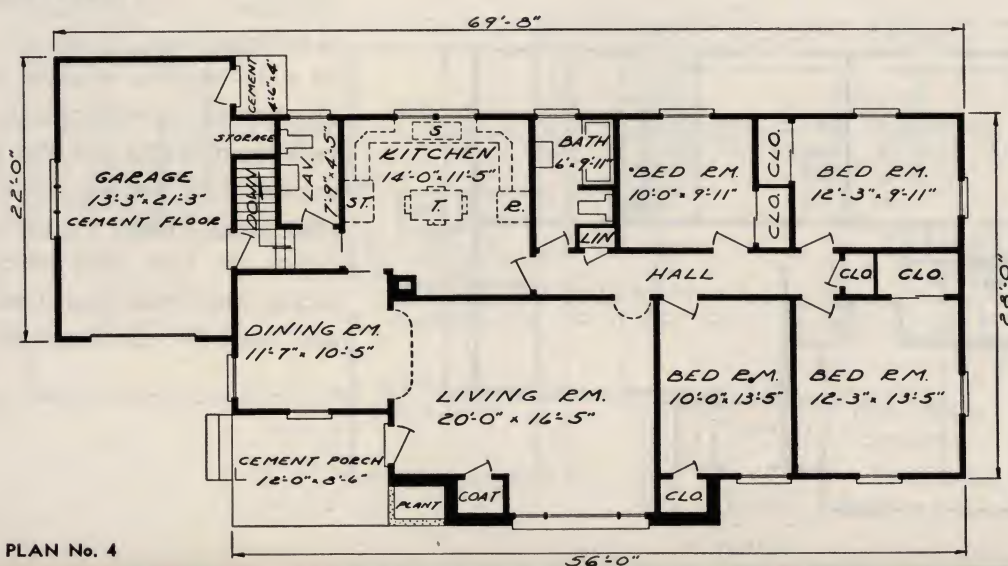 69'-8"
22'-0"
CEMENT
4'-6" x 4'
STORAGE
GARAGE
13'-3" x 21'-3"
CEMENT FLOOR
DOWN
LAV.
7'-9" x 4'-5"
S
KITCHEN
14'-0" x 11'-5"
ST.
T.
R.
BATH
6' x 9'-11"
LIN
BED RM.
10'-0" x 9'-11"
CLO.
CLO.
BED RM.
12'-3" x 9'-11"
HALL
CLO
CLO.
28'-0"
DINING RM.
11'-7" x 10'-5"
LIVING RM.
20'-0" x 16'-5"
BED RM.
10'-0" x 13'-5"
BED RM.
12'-3" x 13'-5"
CEMENT PORCH
12'-0" x 8'-6"
PLANT
COAT
CLO.
PLAN No. 4
56'-0"